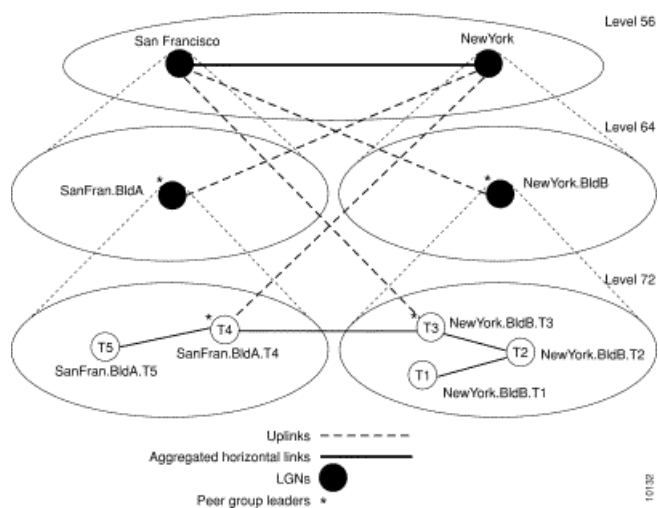 Level 56
San Francisco
NewYork
Level 64
*
SanFran.BldA
*
NewYork.BldB
Level 72
*
T4
*
T3
NewYork.BldB.T3
T5
SanFran.BldA.T4
T2
NewYork.BldB.T2
SanFran.BldA.T5
T1
NewYork.BldB.T1
Uplinks
Aggregated horizontal links
LGNs
Peer group leaders *
10132